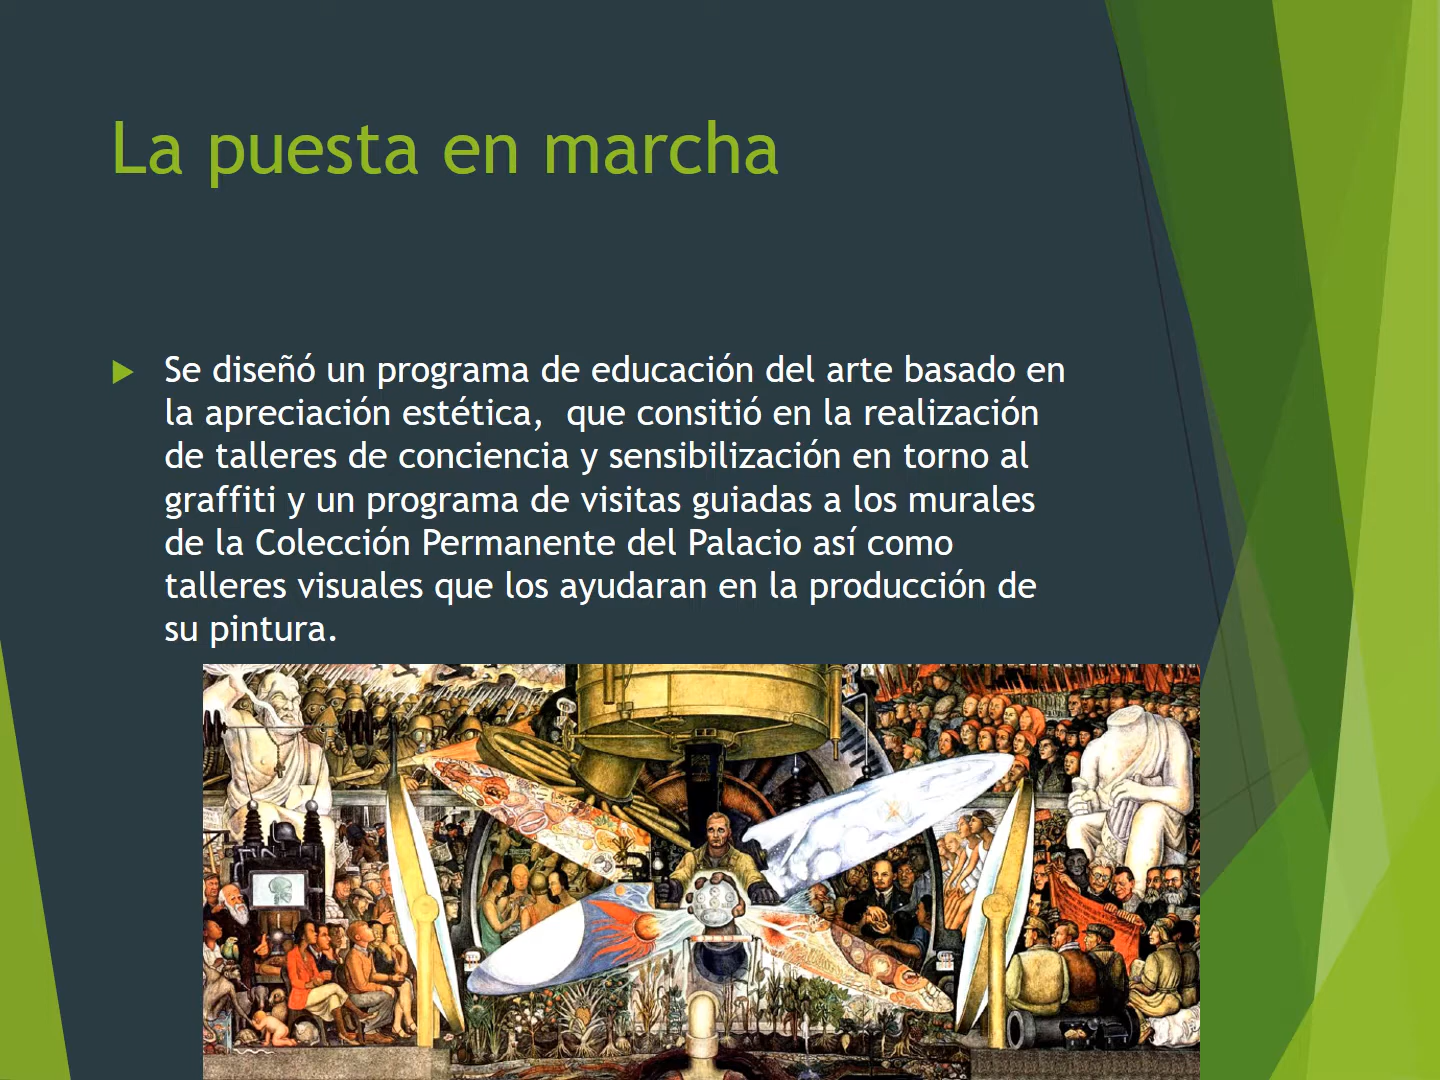 La puesta en marcha
Se diseñó un programa de educación del arte basado en
la apreciación estética,  que consitió en la realización
de talleres de conciencia y sensibilización en torno al
graffiti y un programa de visitas guiadas a los murales
de la Colección Permanente del Palacio así como
talleres visuales que los ayudaran en la producción de
su pintura.